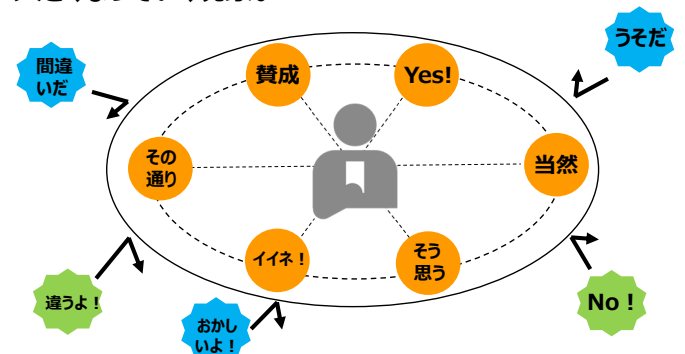 うそだ
間違
いだ
賛成
Yes!
その
通り
当然
イイネ！
そう
思う
違うよ！
No！
おかし
いよ！